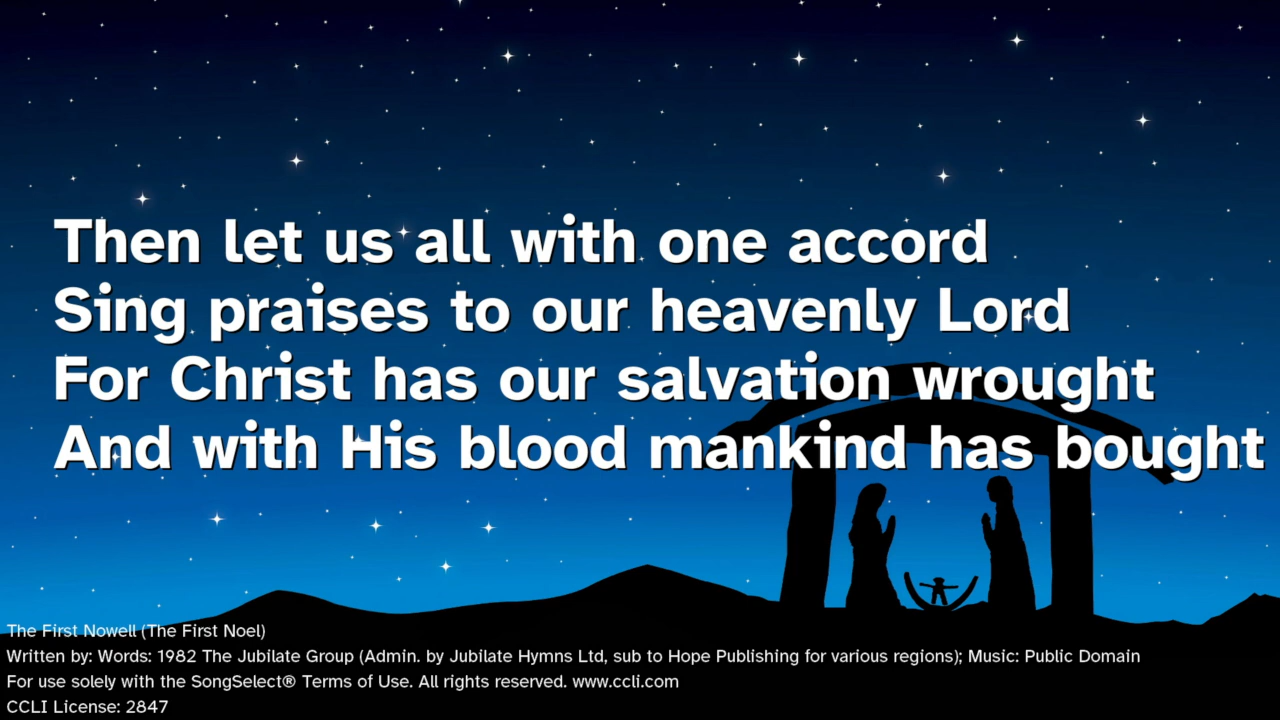 Then let us all with one accord
Sing praises to our heavenly Lord
For Christ has our salvation wrought
And with His blood mankind has bought
The First Nowell (The First Noel)
Written by: Words: 1982 The Jubilate Group (Admin. by Jubilate Hymns Ltd, sub to Hope Publishing for various regions); Music: Public Domain
For use solely with the SongSelect® Terms of Use. All rights reserved. www.ccli.com
CCLI License: 2847